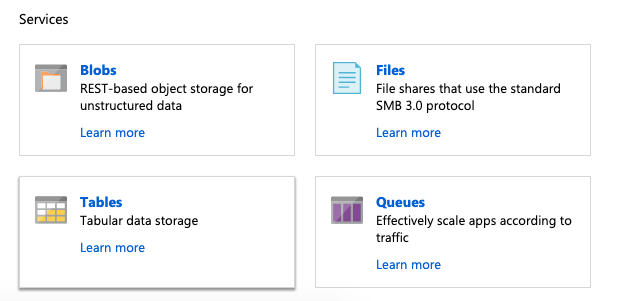 Services
Blobs
REST-based object storage for
unstructured data
Learn more
Files
File shares that use the standard
SMB 3.0 protocol
Learn more
Tables
Tabular data storage
Learn more
Queues
Effectively scale apps according to
traffic
Learn more